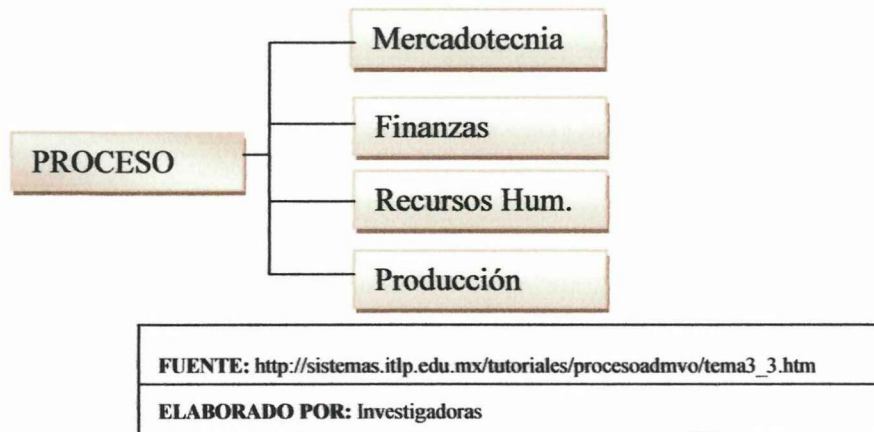 Mercadotecnia
Finanzas
PROCESO
Recursos Hum.
Producción
FUENTE: http://sistemas.itlp.edu.mx/tutoriales/procesoadmvo/tema3_3.htm
ELABORADO POR: Investigadoras